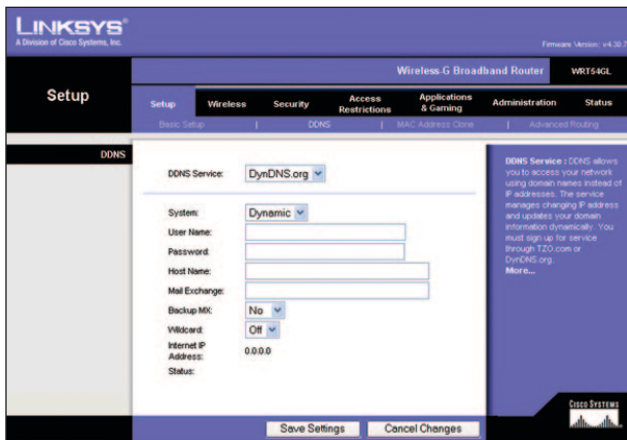 LINKSYS
A Division of Cisco Systems, Inc.
Firmware Version: v4.30.7
Wireless-G Broadband Router WRT54GL
Setup
Setup Wireless Security Access Restrictions Applications & Gaming Administration Status
Basic Setup | DDNS | MAC Address Clone | Advanced Routing
DDNS
DDNS Service: DynDNS.org
System: Dynamic
User Name:
Password:
Host Name:
Mail Exchange:
Backup MX: No
Wildcard: Off
Internet IP
Address: 0.0.0.0
Status:
DDNS Service : DDNS allows
you to access your network
using domain names instead of
IP addresses. The service
manages changing IP address
and updates your domain
information dynamically. You
must sign up for service
through TZO.com or
DynDNS.org.
More...
Save Settings Cancel Changes
CISCO SYSTEMS